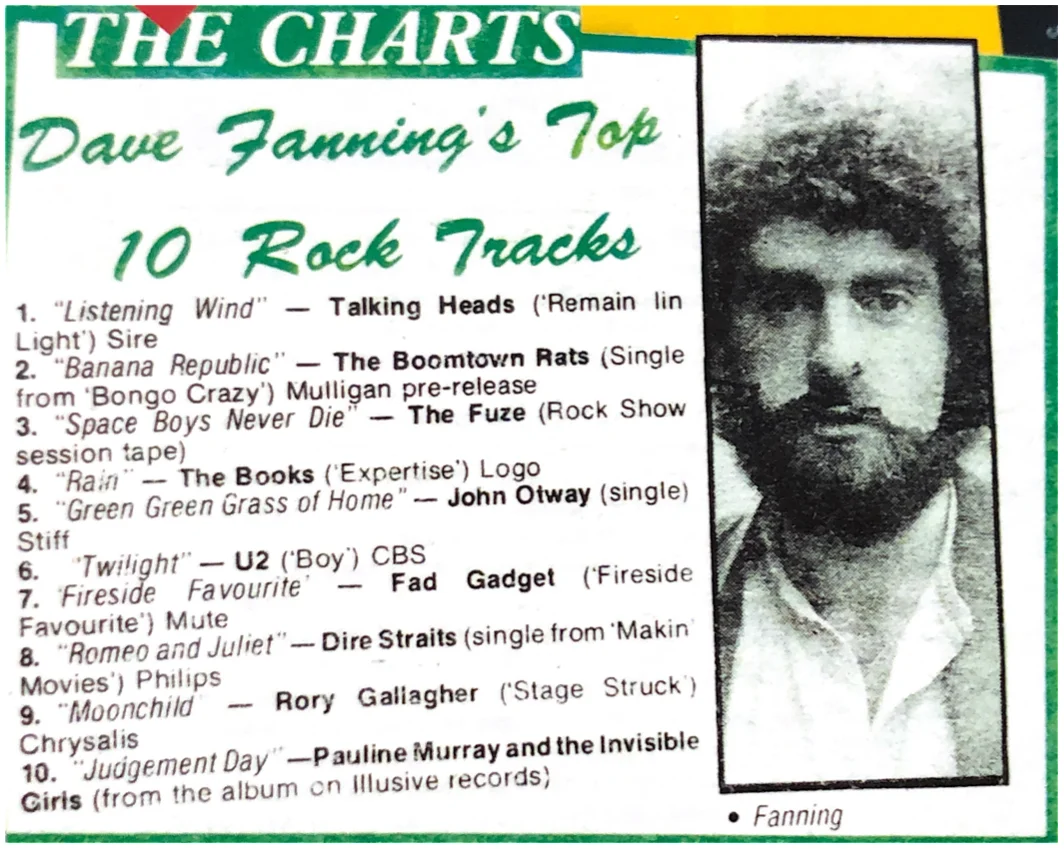 THE CHARTS
Dave Fanning's Top
10 Rock Tracks
1. "Listening Wind" — Talking Heads ('Remain Iin
Light') Sire
2. "Banana Republic" — The Boomtown Rats (Single
from 'Bongo Crazy') Mulligan pre-release
3. "Space Boys Never Die" — The Fuze (Rock Show
session tape)
4. "Rain" — The Books ('Expertise') Logo
5. "Green Green Grass of Home" — John Otway (single)
Stiff
6. "Twilight" — U2 ('Boy') CBS
7. 'Fireside Favourite' — Fad Gadget ('Fireside
Favourite') Mute
8. "Romeo and Juliet" — Dire Straits (single from 'Makin'
Movies') Philips
9. "Moonchild" — Rory Gallagher ('Stage Struck')
Chrysalis
10. "Judgement Day" —Pauline Murray and the Invisible
Girls (from the album on Illusive records)
• Fanning